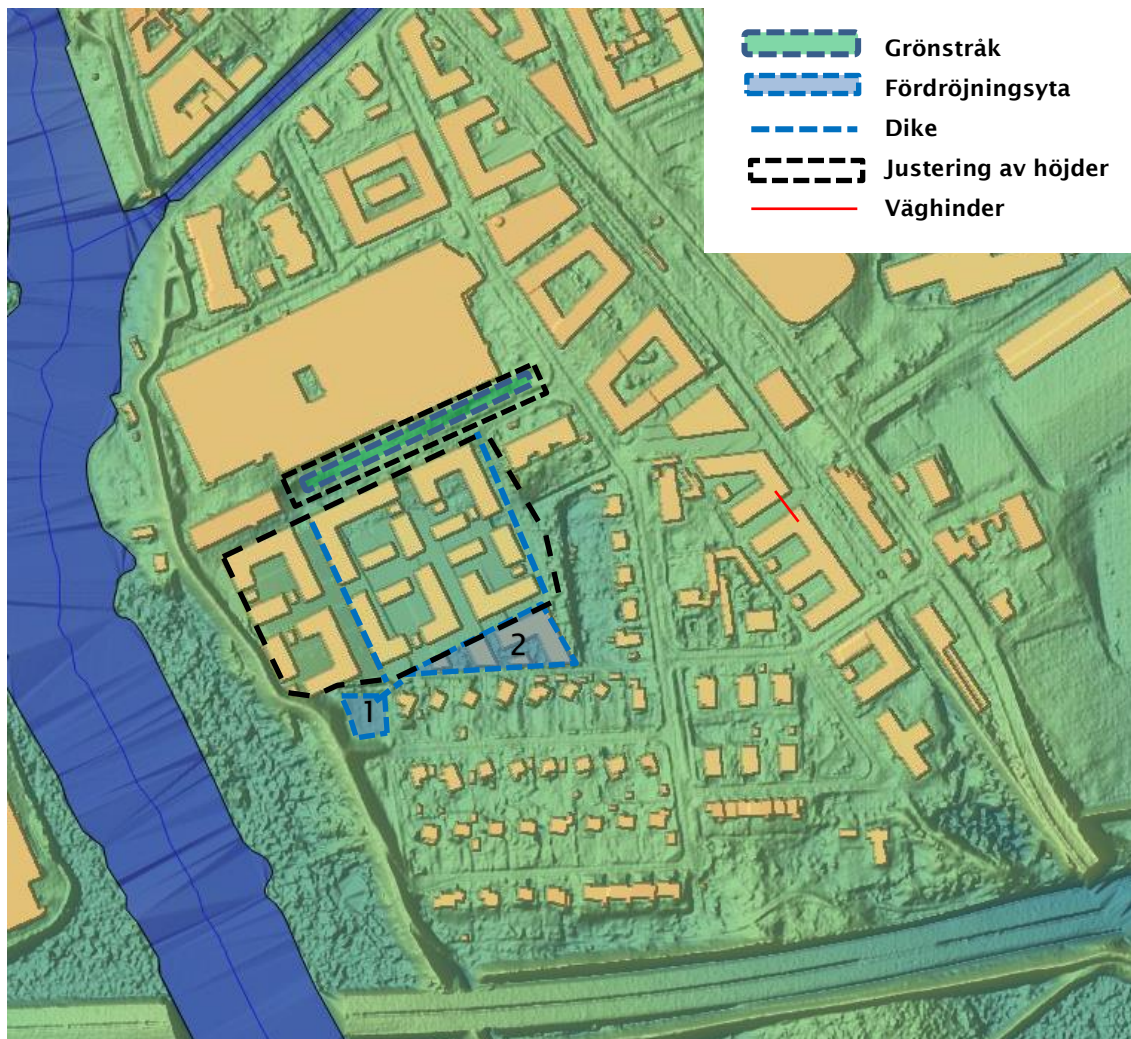 Grönstråk
Fördröjningsyta
Dike
Justering av höjder
Väghinder
2
1